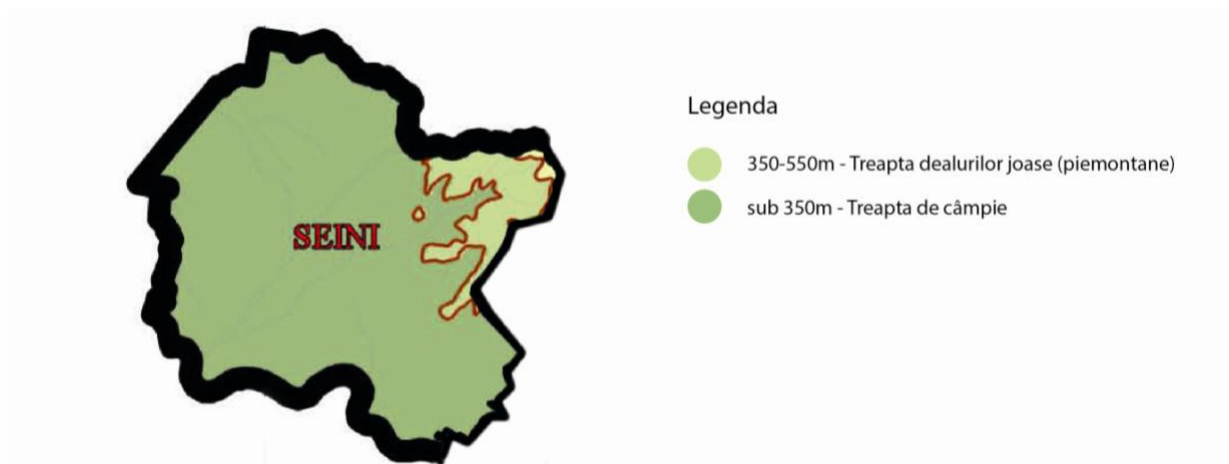 SEINI
Legenda
350-550m - Treapta dealurilor joase (piemontane)
sub 350m - Treapta de câmpie